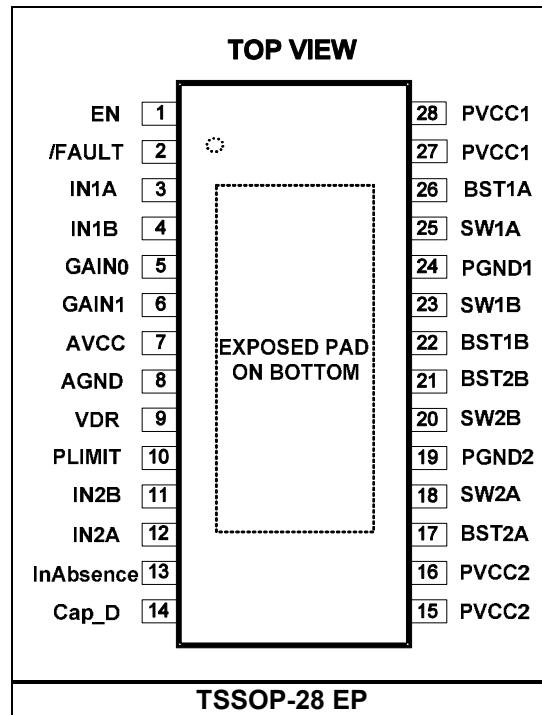 TOP VIEW
EN 1 28 PVCC1
/FAULT 2 27 PVCC1
IN1A 3 26 BST1A
IN1B 4 25 SW1A
GAIN0 5 24 PGND1
GAIN1 6 23 SW1B
AVCC 7 22 BST1B
AGND 8 21 BST2B
VDR 9 20 SW2B
PLIMIT 10 19 PGND2
IN2B 11 18 SW2A
IN2A 12 17 BST2A
InAbsence 13 16 PVCC2
Cap_D 14 15 PVCC2
EXPOSED PAD
ON BOTTOM
TSSOP-28 EP